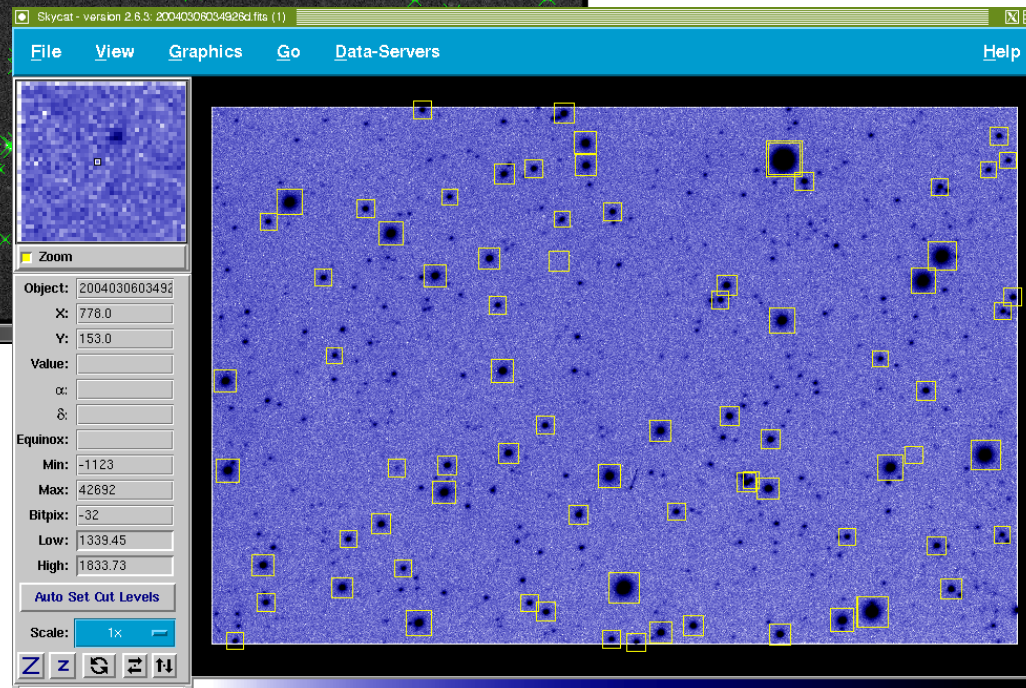 Skycat - version 2.6.3: 20040306034926d.fits (1)
File View Graphics Go Data-Servers Help
Zoom
Object: 2004030603492
X: 778.0
Y: 153.0
Value:
α:
δ:
Equinox:
Min: -1123
Max: 42692
Bitpix: -32
Low: 1339.45
High: 1833.73
Auto Set Cut Levels
Scale: 1×
Z z